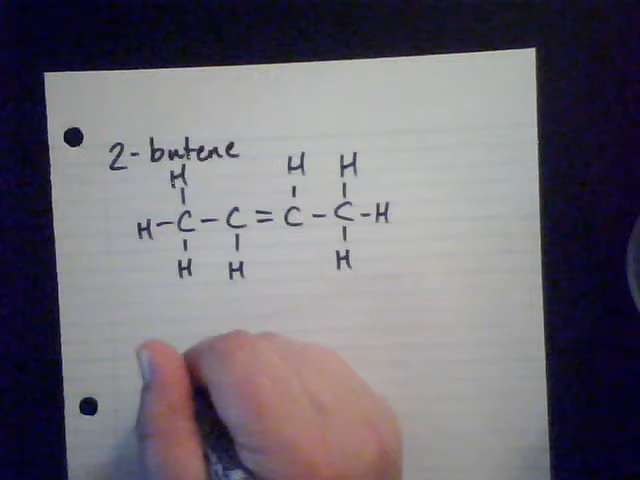 2-butene
H H H
H-C-C=C-C-H
H H H